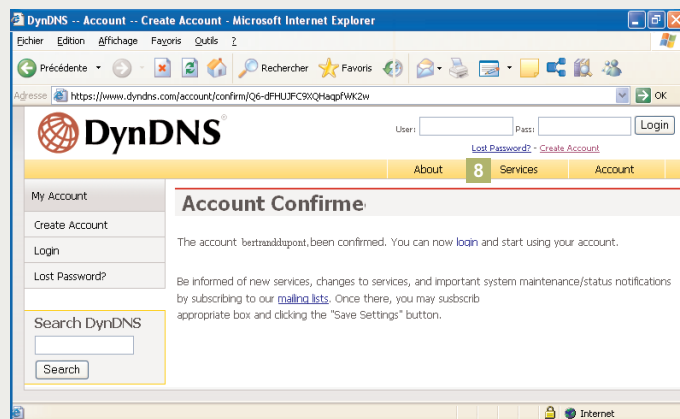 DynDNS -- Account -- Create Account - Microsoft Internet Explorer
Fichier Edition Affichage Favoris Outils ?
Précédente Rechercher Favoris
Adresse https://www.dyndns.com/account/confirm/Q6-dFHUJFC9XQHaqpfWK2w OK
DynDNS
User: Pass: Login
Lost Password? - Create Account
About 8 Services Account
My Account
Create Account
Login
Lost Password?
Search DynDNS
Search
Account Confirme
The account bertranddupont, been confirmed. You can now login and start using your account.
Be informed of new services, changes to services, and important system maintenance/status notifications
by subscribing to our mailing lists. Once there, you may susbscrib
appropriate box and clicking the "Save Settings" button.
Internet